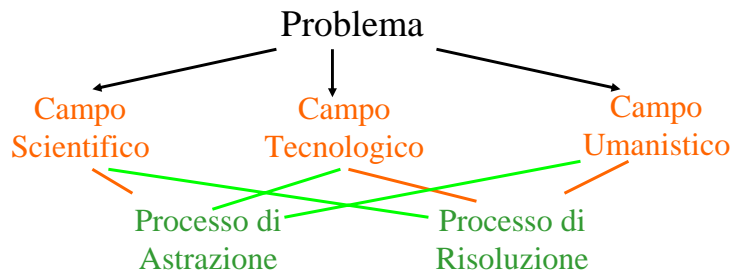 Problema
Campo
Scientifico
Campo
Tecnologico
Campo
Umanistico
Processo di
Astrazione
Processo di
Risoluzione